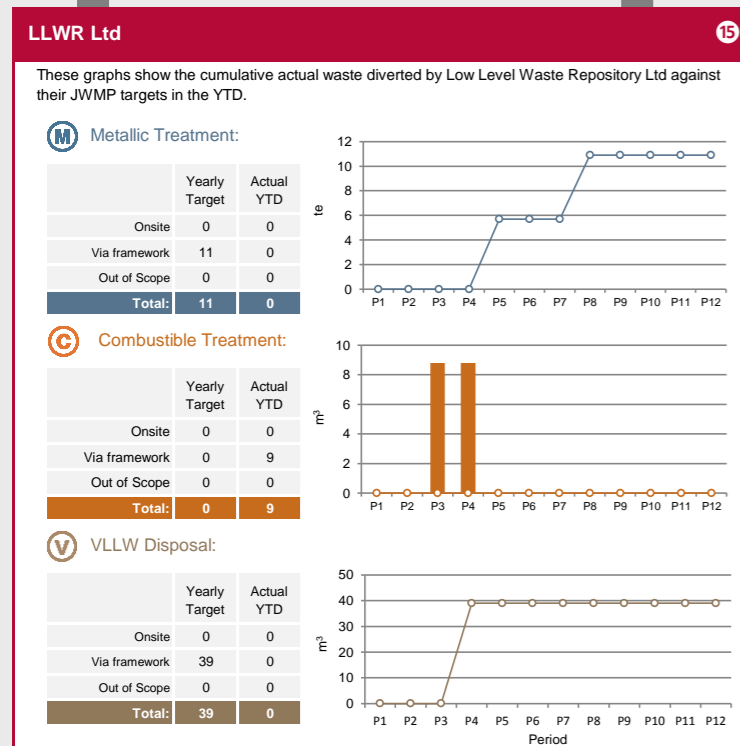 LLWR Ltd
15
These graphs show the cumulative actual waste diverted by Low Level Waste Repository Ltd against
their JWMP targets in the YTD.
M Metallic Treatment:
Yearly Target Actual YTD
Onsite 0 0
Via framework 11 0
Out of Scope 0 0
Total: 11 0
te
12
10
8
6
4
2
0
P1 P2 P3 P4 P5 P6 P7 P8 P9 P10 P11 P12
C Combustible Treatment:
Yearly Target Actual YTD
Onsite 0 0
Via framework 0 9
Out of Scope 0 0
Total: 0 9
m³
10
8
6
4
2
0
P1 P2 P3 P4 P5 P6 P7 P8 P9 P10 P11 P12
V VLLW Disposal:
Yearly Target Actual YTD
Onsite 0 0
Via framework 39 0
Out of Scope 0 0
Total: 39 0
m³
50
40
30
20
10
0
P1 P2 P3 P4 P5 P6 P7 P8 P9 P10 P11 P12
Period